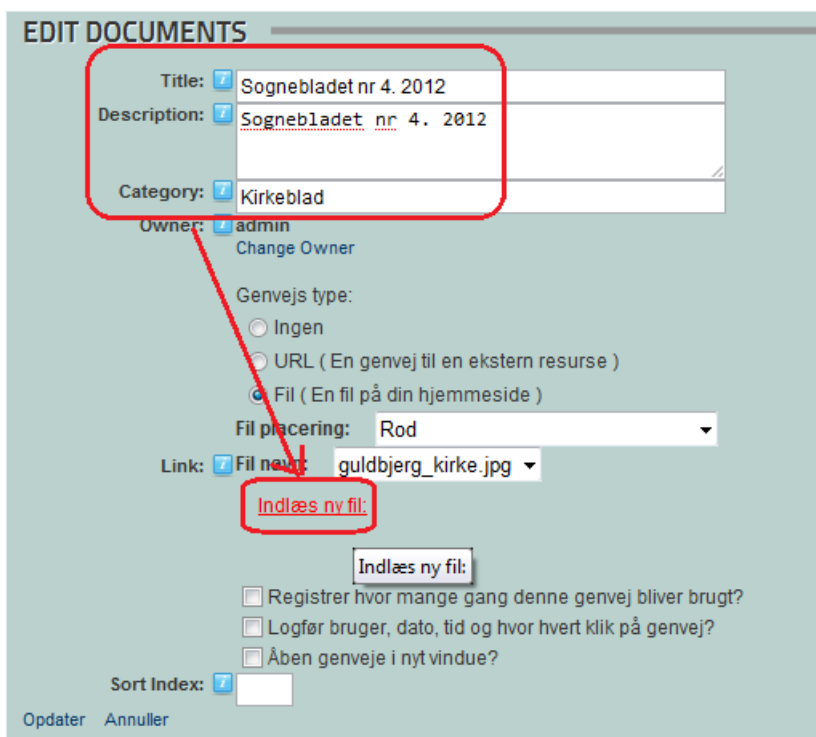 EDIT DOCUMENTS
Title: Sognebladet nr 4. 2012
Description: Sognebladet nr 4. 2012
Category: Kirkeblad
Owner: admin
Change Owner
Genvejs type:
Ingen
URL ( En genvej til en ekstern resurse )
Fil ( En fil på din hjemmeside )
Fil placering: Rod
Link: Fil navn: guldbjerg_kirke.jpg
Indlæs ny fil:
Indlæs ny fil:
Registrer hvor mange gang denne genvej bliver brugt?
Logfør bruger, dato, tid og hvor hvert klik på genvej?
Åben genveje i nyt vindue?
Sort Index:
Opdater Annuller